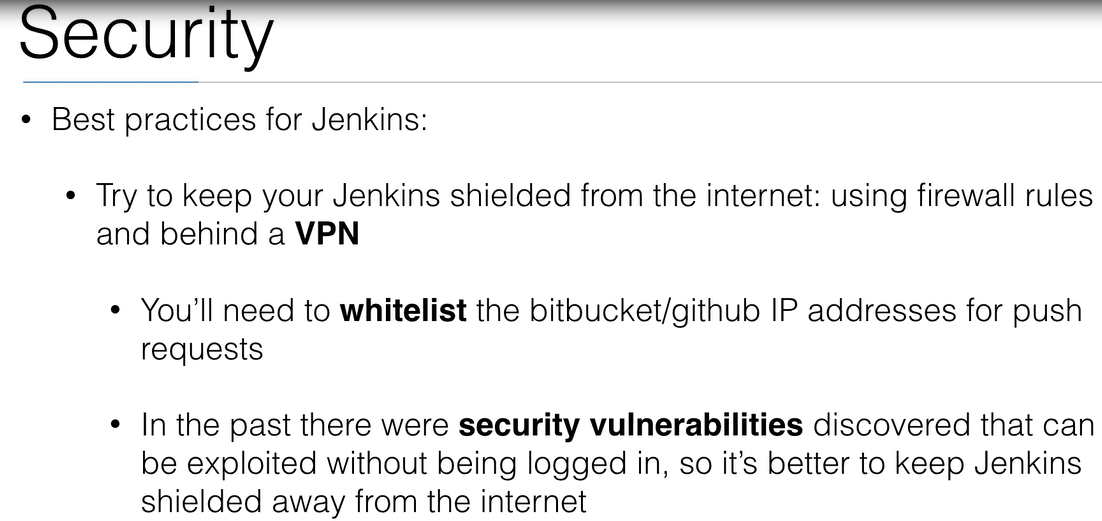 Security
• Best practices for Jenkins:
• Try to keep your Jenkins shielded from the internet: using firewall rules
and behind a VPN
• You’ll need to whitelist the bitbucket/github IP addresses for push
requests
• In the past there were security vulnerabilities discovered that can
be exploited without being logged in, so it’s better to keep Jenkins
shielded away from the internet